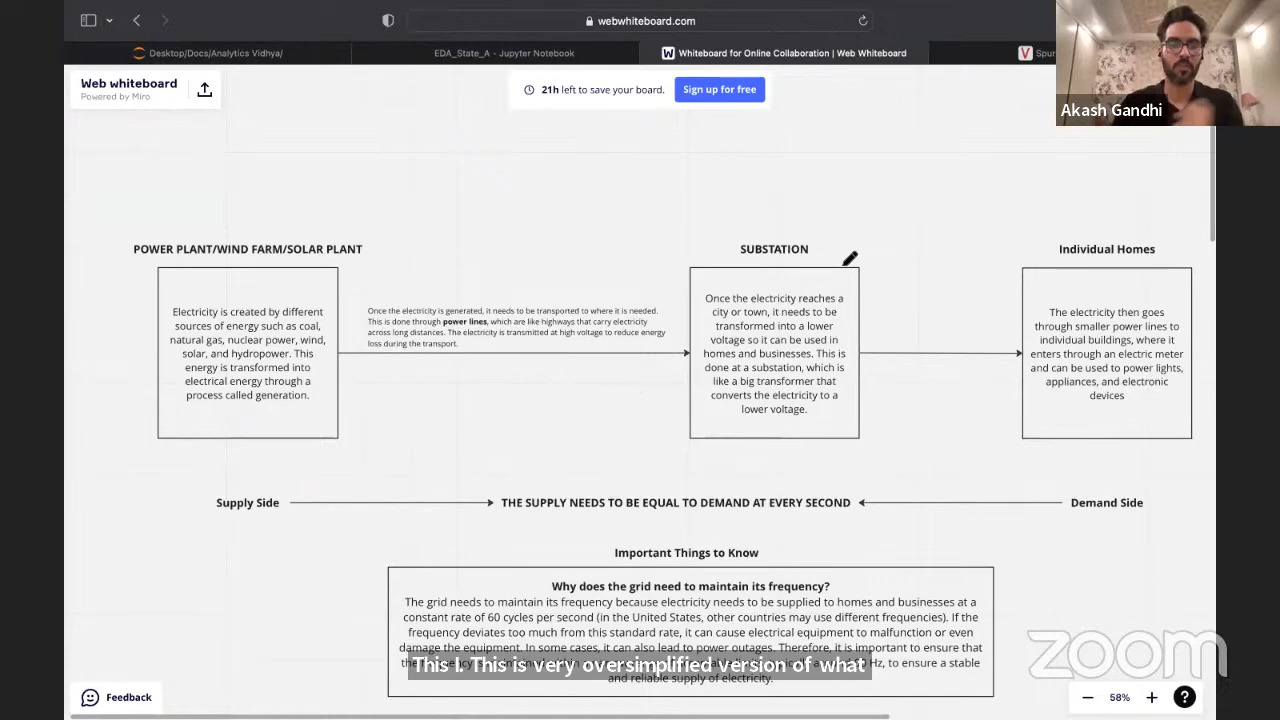 webwhiteboard.com
Desktop/Docs/Analytics Vidhya/
EDA_State_A - Jupyter Notebook
W Whiteboard for Online Collaboration | Web Whiteboard
V Spur
Akash Gandhi
Web whiteboard
Powered by Miro
21h left to save your board.
Sign up for free
POWER PLANT/WIND FARM/SOLAR PLANT
Electricity is created by different
sources of energy such as coal,
natural gas, nuclear power, wind,
solar, and hydropower. This
energy is transformed into
electrical energy through a
process called generation.
Once the electricity is generated, it needs to be transported to where it is needed.
This is done through power lines, which are like highways that carry electricity
across long distances. The electricity is transmitted at high voltage to reduce energy
loss during the transport.
SUBSTATION
Once the electricity reaches a
city or town, it needs to be
transformed into a lower
voltage so it can be used in
homes and businesses. This is
done at a substation, which is
like a big transformer that
converts the electricity to a
lower voltage.
Individual Homes
The electricity then goes
through smaller power lines to
individual buildings, where it
enters through an electric meter
and can be used to power lights,
appliances, and electronic
devices
Supply Side
THE SUPPLY NEEDS TO BE EQUAL TO DEMAND AT EVERY SECOND
Demand Side
Important Things to Know
Why does the grid need to maintain its frequency?
The grid needs to maintain its frequency because electricity needs to be supplied to homes and businesses at a
constant rate of 60 cycles per second (in the United States, other countries may use different frequencies). If the
frequency deviates too much from this standard rate, it can cause electrical equipment to malfunction or even
damage the equipment. In some cases, it can also lead to power outages. Therefore, it is important to ensure that
Hz, to ensure a stable
and reliable supply of electricity.
This I. This is very oversimplified version of what
zoom
Feedback
58%
?